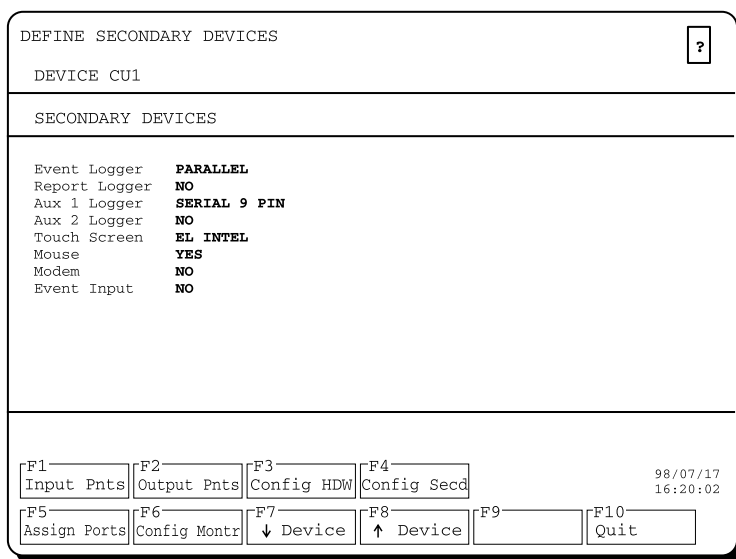 DEFINE SECONDARY DEVICES
?
DEVICE CU1
SECONDARY DEVICES
Event Logger PARALLEL
Report Logger NO
Aux 1 Logger SERIAL 9 PIN
Aux 2 Logger NO
Touch Screen EL INTEL
Mouse YES
Modem NO
Event Input NO
F1 F2 F3 F4
Input Pnts Output Pnts Config HDW Config Secd
98/07/17
16:20:02
F5 F6 F7 F8 F9 F10
Assign Ports Config Montr ↓ Device ↑ Device Quit